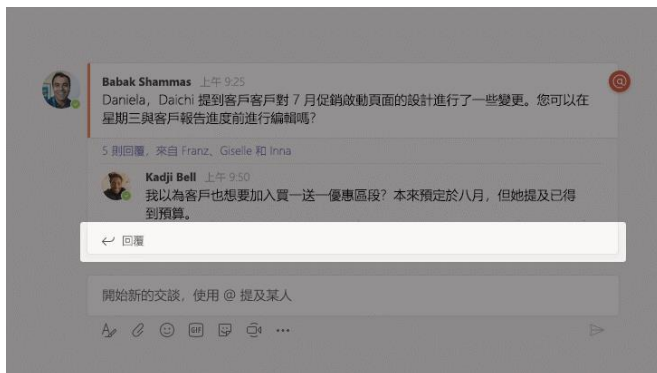 Babak Shammas 上午 9:25
Daniela，Daichi 提到客戶客戶對 7 月促銷啟動頁面的設計進行了一些變更。您可以在
星期三與客戶報告進度前進行編輯嗎?
5 則回覆，來自 Franz、Giselle 和 Inna
Kadji Bell 上午 9:50
我以為客戶也想要加入買一送一優惠區段? 本來預定於八月，但她提及已得
到預算。
回覆
開始新的交談，使用 @ 提及某人
GIF